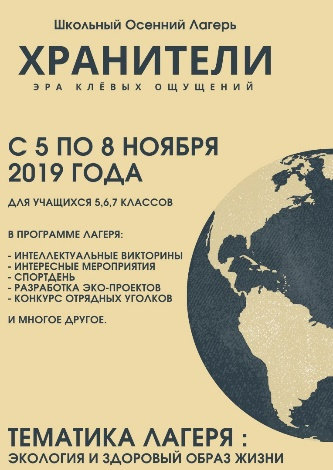 Школьный Осенний Лагерь
ХРАНИТЕЛИ
ЭРА КЛЁВЫХ ОЩУЩЕНИЙ
С 5 ПО 8 НОЯБРЯ
2019 ГОДА
ДЛЯ УЧАЩИХСЯ 5,6,7 КЛАССОВ
В ПРОГРАММЕ ЛАГЕРЯ:
- ИНТЕЛЛЕКТУАЛЬНЫЕ ВИКТОРИНЫ
- ИНТЕРЕСНЫЕ МЕРОПРИЯТИЯ
- СПОРТДЕНЬ
- РАЗРАБОТКА ЭКО-ПРОЕКТОВ
- КОНКУРС ОТРЯДНЫХ УГОЛКОВ
И МНОГОЕ ДРУГОЕ.
ТЕМАТИКА ЛАГЕРЯ :
ЭКОЛОГИЯ И ЗДОРОВЫЙ ОБРАЗ ЖИЗНИ